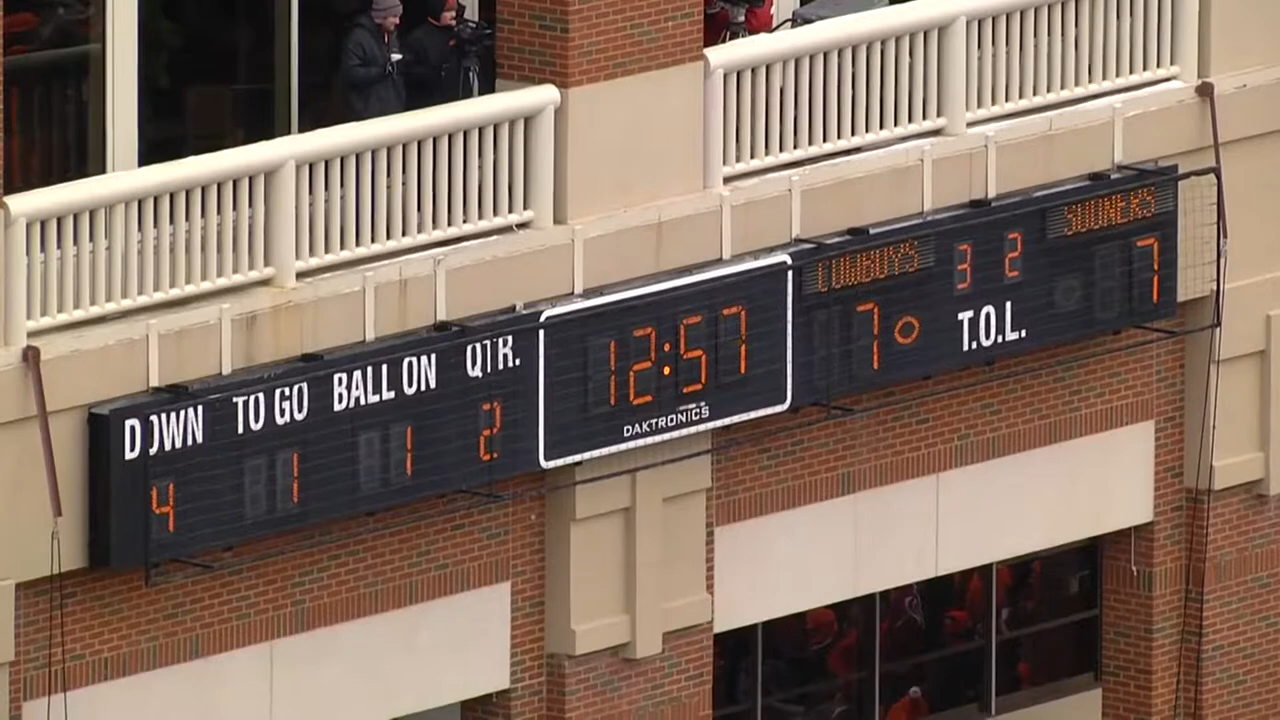 DOWN TO GO BALL ON QTR.
4 1 1 2
12:57
DAKTRONICS
COWBOYS 3 2 SOONERS
7 T.O.L. 7